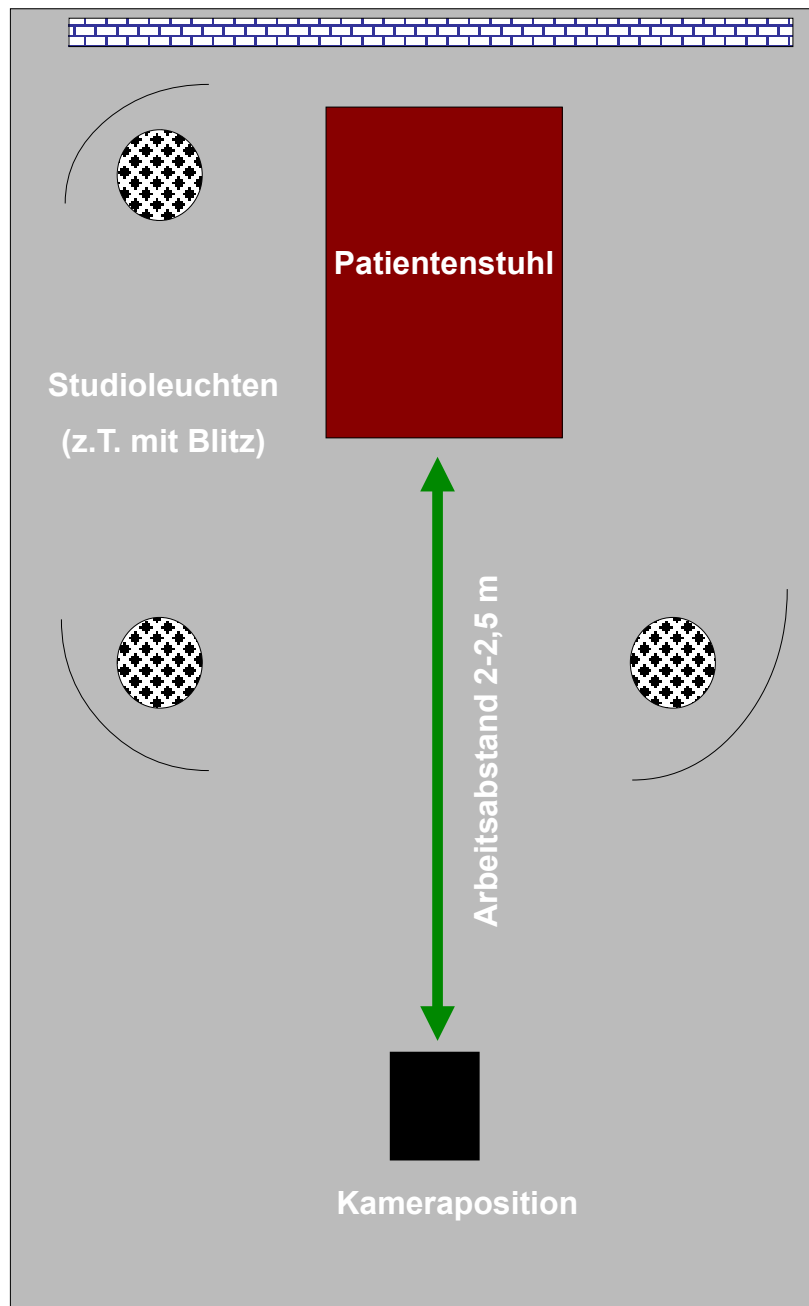 Patientenstuhl
Studioleuchten
(z.T. mit Blitz)
Arbeitsabstand 2-2,5 m
Kameraposition